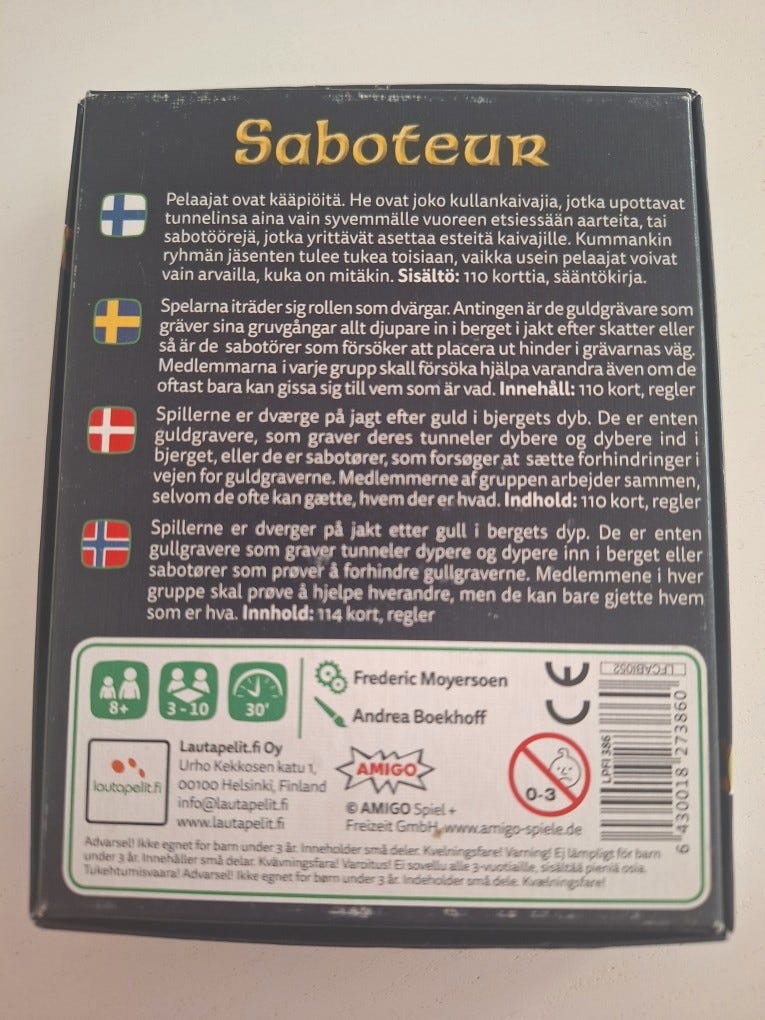 Saboteur
Pelaajat ovat kääpiöitä. He ovat joko kullankaivajia, jotka upottavat
tunnelinsa aina vain syvemmälle vuoreen etsiessään aarteita, tai
sabotöörejä, jotka yrittävät asettaa esteitä kaivajille. Kummankin
ryhmän jäsenten tulee tukea toisiaan, vaikka usein pelaajat voivat
vain arvailla, kuka on mitäkin. Sisältö: 110 korttia, sääntökirja.
Spelarna iträder sig rollen som dvärgar. Antingen är de guldgrävare som
gräver sina gruvgångar allt djupare in i berget i jakt efter skatter eller
så är de sabotörer som försöker att placera ut hinder i grävarnas väg.
Medlemmarna i varje grupp skall försöka hjälpa varandra även om de
oftast bara kan gissa sig till vem som är vad. Innehåll: 110 kort, regler
Spillerne er dværge på jagt efter guld i bjergets dyb. De er enten
guldgravere, som graver deres tunneler dybere og dybere ind i
bjerget, eller de er sabotører, som forsøger at sætte forhindringer i
vejen for guldgraverne. Medlemmerne af gruppen arbejder sammen,
selvom de ofte kan gætte, hvem der er hvad. Indhold: 110 kort, regler
Spillerne er dverger på jakt etter gull i bergets dyp. De er enten
gullgravere som graver tunneler dypere og dypere inn i berget eller
sabotører som prøver å forhindre gullgraverne. Medlemmene i hver
gruppe skal prøve å hjelpe hverandre, men de kan bare gjette hvem
som er hva. Innhold: 114 kort, regler
8+
3-10
30'
Frederic Moyersoen
Andrea Boekhoff
CE
LFCABI052
lautapelit.fi
Lautapelit.fi Oy
Urho Kekkosen katu 1,
00100 Helsinki, Finland
info@lautapelit.fi
www.lautapelit.fi
AMIGO
© AMIGO Spiel +
Freizeit GmbH, www.amigo-spiele.de
0-3
LPFI 386
6 430018 273860
Advarsel! Ikke egnet for barn under 3 år. Inneholder små deler. Kvelningsfare! Varning! Ej lämpligt för barn
under 3 år. Innehåller små delar. Kvävningsfara! Varoitus! Ei sovellu alle 3-vuotiaille, sisältää pieniä osia.
Tukehtumisvaara! Advarsel! Ikke egnet for børn under 3 år. Indeholder små dele. Kvælningsfare!